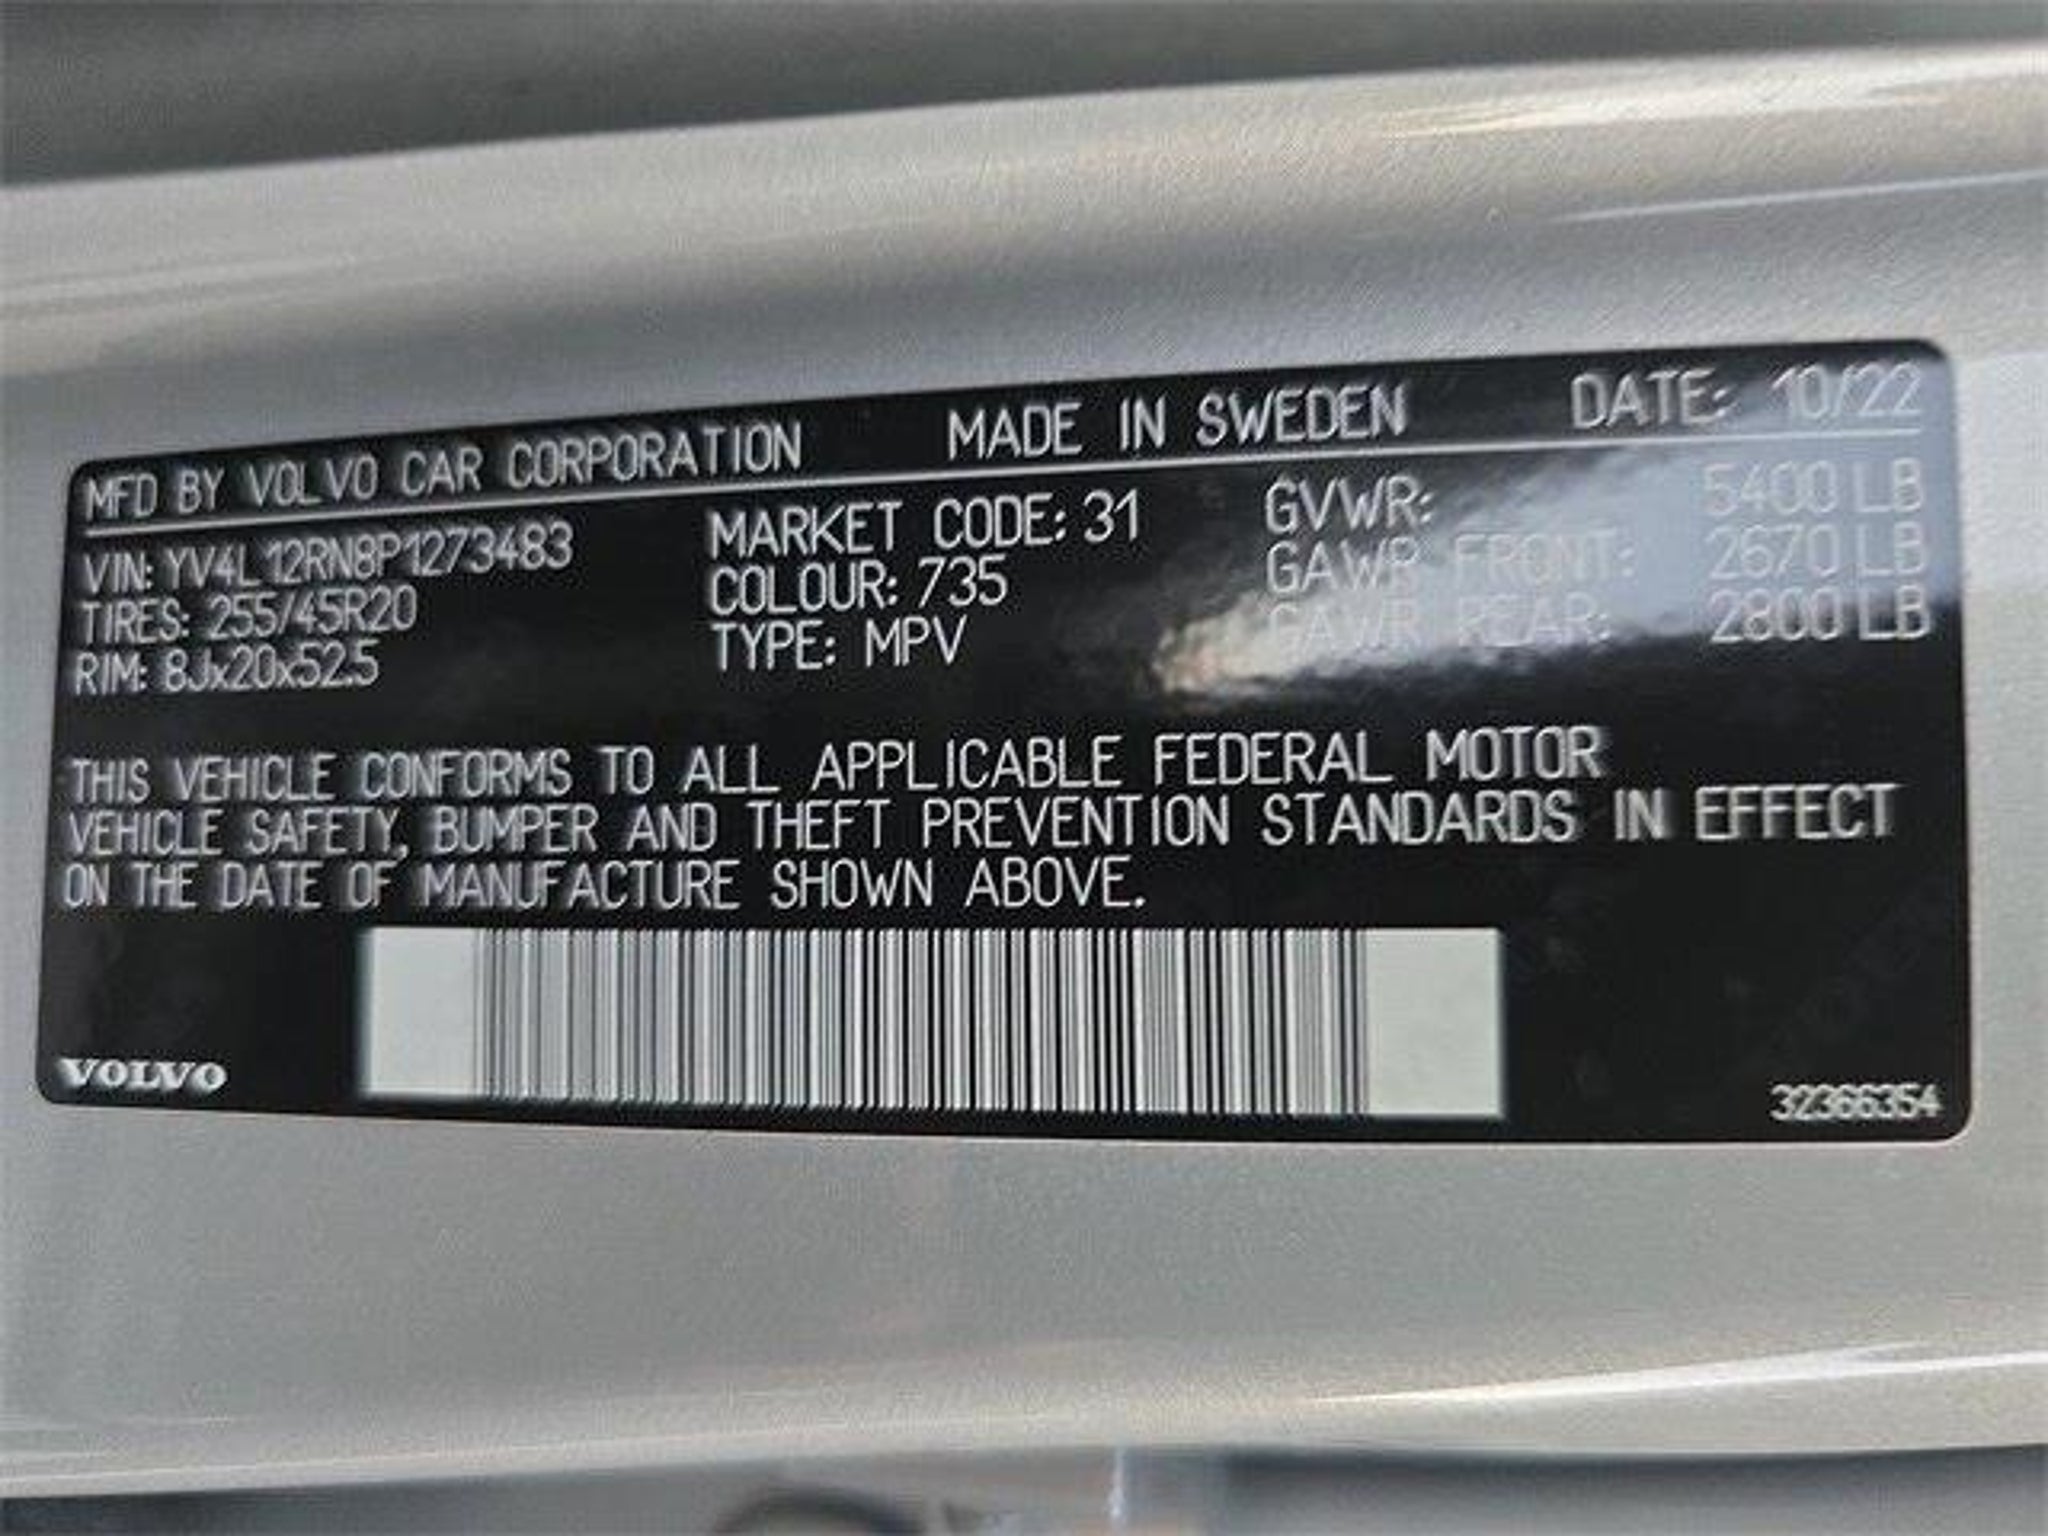 MFD BY VOLVO CAR CORPORATION MADE IN SWEDEN DATE: 10/22
VIN: YV4L12RN8P1273483 MARKET CODE: 31 GVWR: 5400 LB
TIRES: 255/45R20 COLOUR: 735 GAWR FRONT: 2670 LB
RIM: 8Jx20x52.5 TYPE: MPV GAWR REAR: 2800 LB
THIS VEHICLE CONFORMS TO ALL APPLICABLE FEDERAL MOTOR
VEHICLE SAFETY, BUMPER AND THEFT PREVENTION STANDARDS IN EFFECT
ON THE DATE OF MANUFACTURE SHOWN ABOVE.
VOLVO
32366354